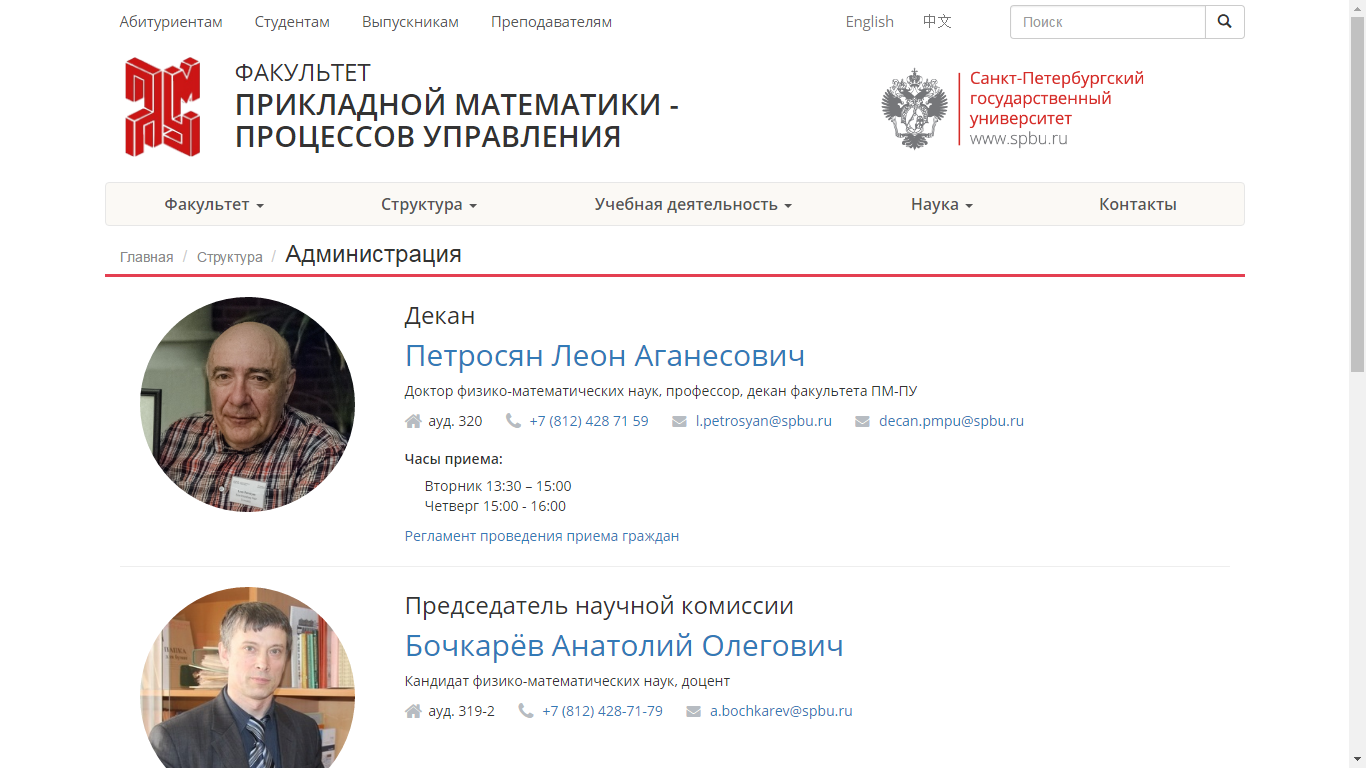 Абитуриентам Студентам Выпускникам Преподавателям English 中文 Поиск
ФАКУЛЬТЕТ
ПРИКЛАДНОЙ МАТЕМАТИКИ -
ПРОЦЕССОВ УПРАВЛЕНИЯ
Санкт-Петербургский
государственный
университет
www.spbu.ru
Факультет Структура Учебная деятельность Наука Контакты
Главная / Структура / Администрация
Декан
Петросян Леон Аганесович
Доктор физико-математических наук, профессор, декан факультета ПМ-ПУ
ауд. 320 +7 (812) 428 71 59 l.petrosyan@spbu.ru decan.pmpu@spbu.ru
Часы приема:
Вторник 13:30 – 15:00
Четверг 15:00 - 16:00
Регламент проведения приема граждан
Председатель научной комиссии
Бочкарёв Анатолий Олегович
Кандидат физико-математических наук, доцент
ауд. 319-2 +7 (812) 428-71-79 a.bochkarev@spbu.ru